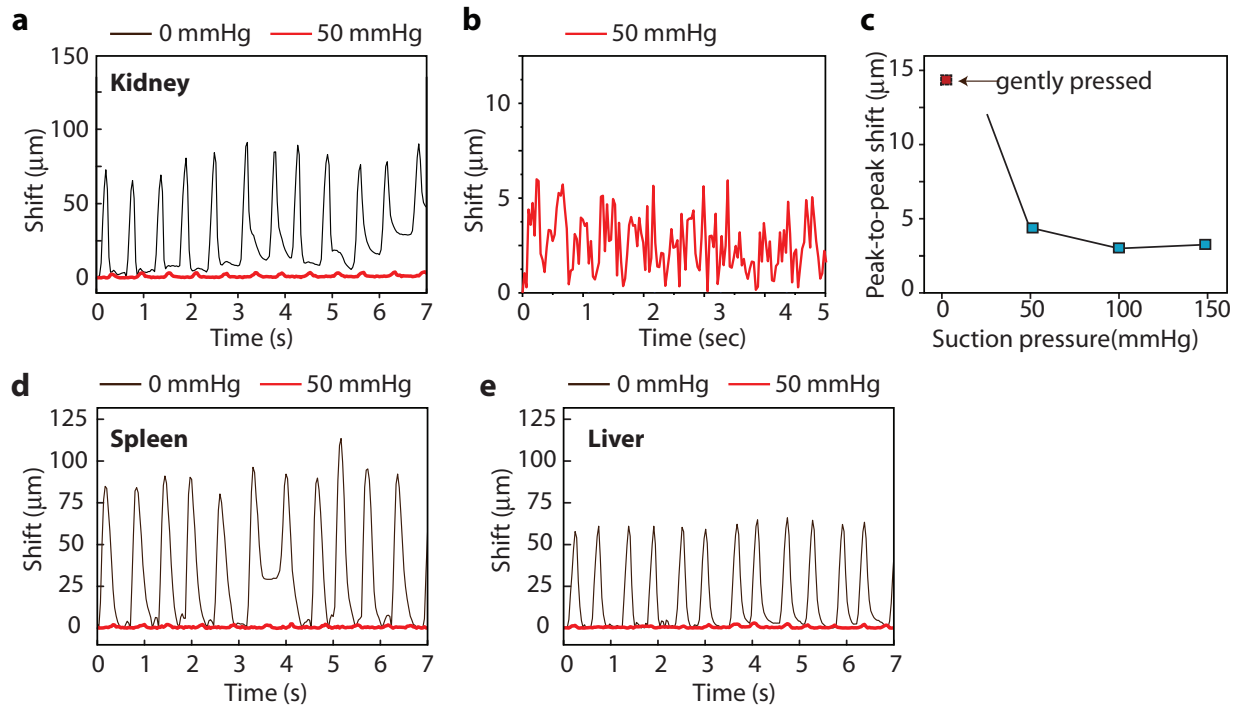 a
0 mmHg 50 mmHg
Kidney
150
100
50
0
Shift (μm)
0 1 2 3 4 5 6 7
Time (s)
b
50 mmHg
10
5
0
Shift (μm)
0 1 2 3 4 5
Time (sec)
c
gently pressed
15
10
5
0
Peak-to-peak shift (μm)
0 50 100 150
Suction pressure(mmHg)
d
0 mmHg 50 mmHg
Spleen
125
100
75
50
25
0
Shift (μm)
0 1 2 3 4 5 6 7
Time (s)
e
0 mmHg 50 mmHg
Liver
125
100
75
50
25
0
Shift (μm)
0 1 2 3 4 5 6 7
Time (s)